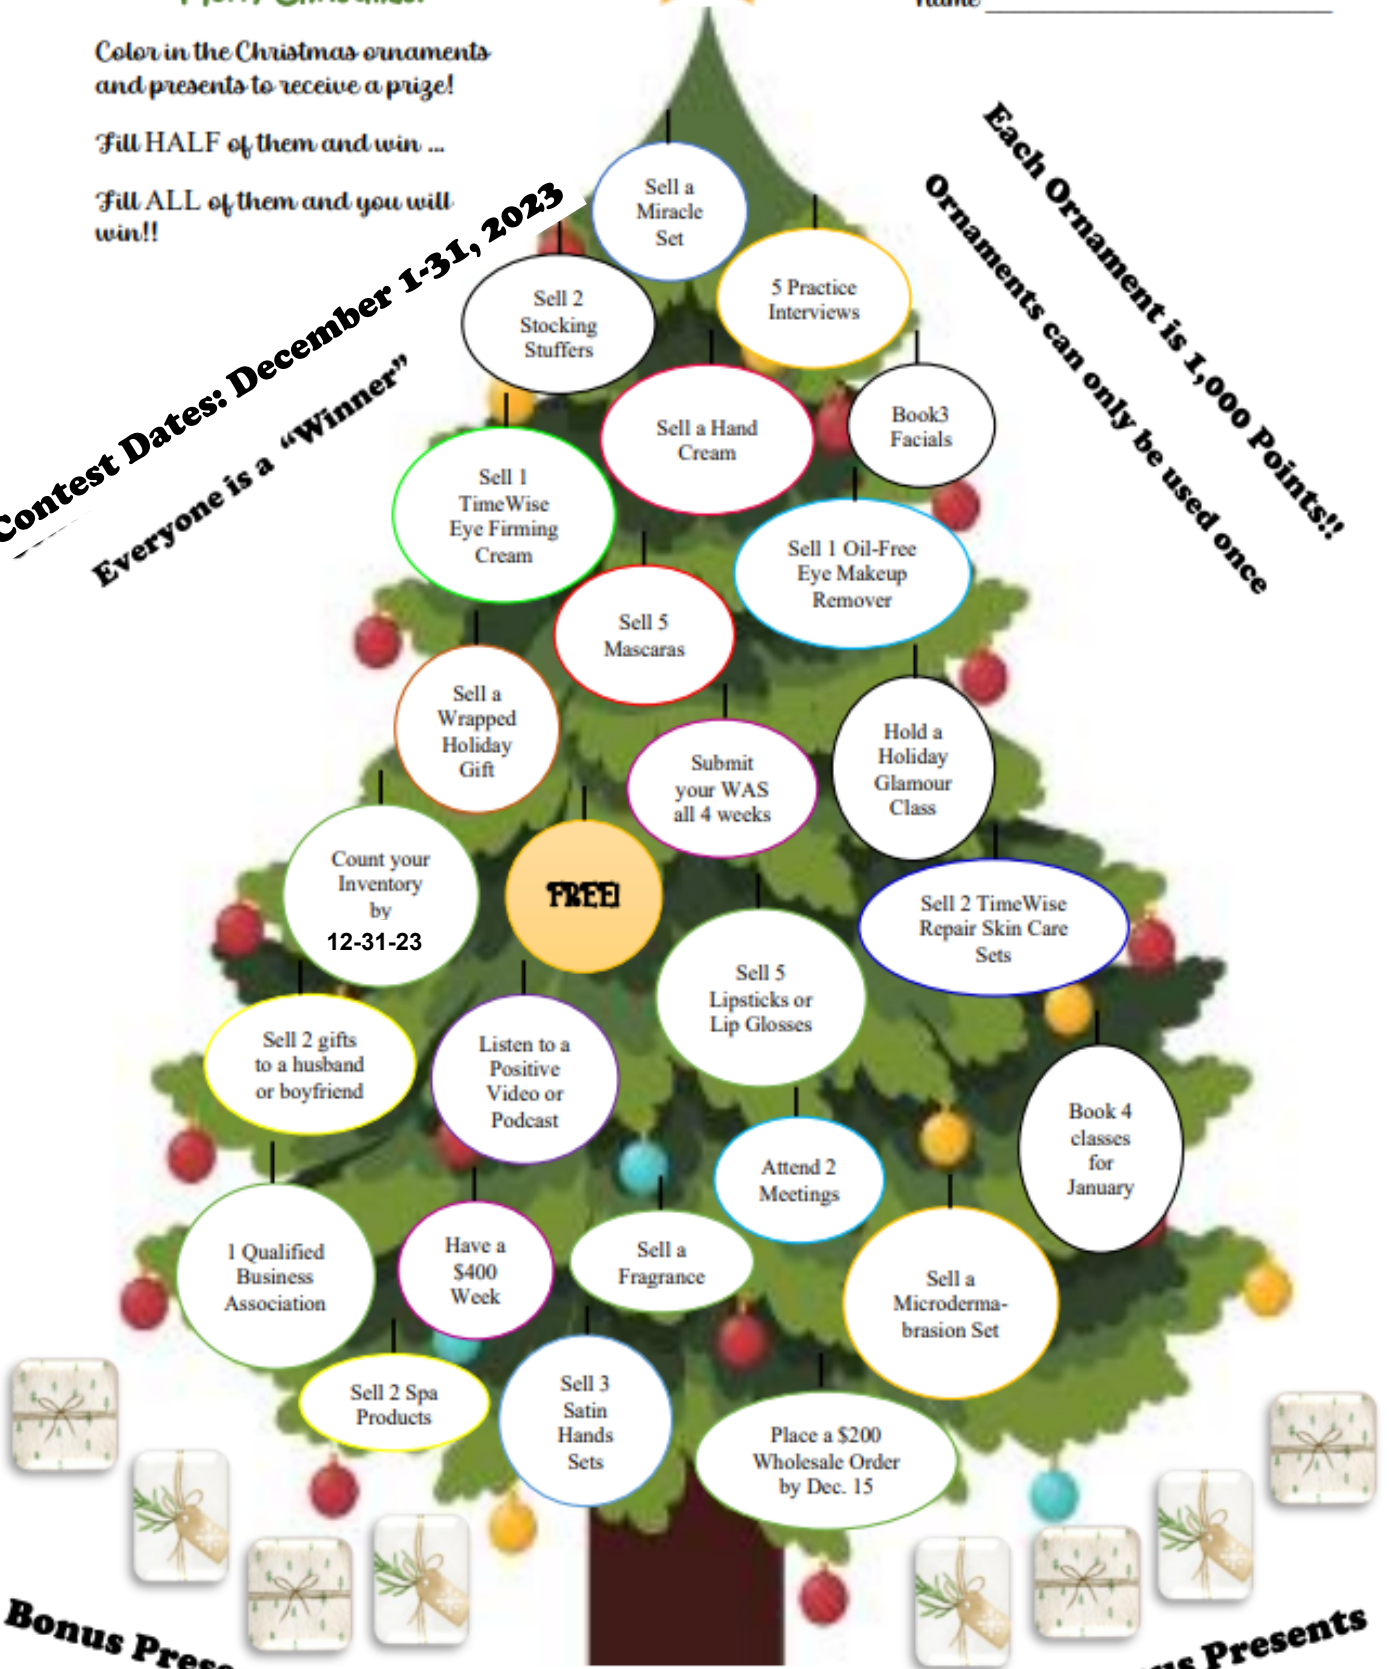 Merry Christmas!
Name
Color in the Christmas ornaments
and presents to receive a prize!
Fill HALF of them and win ...
Fill ALL of them and you will
win!!
Contest Dates: December 1-31, 2023
Everyone is a “Winner”
Each Ornament is 1,000 Points!!
Ornaments can only be used once
Sell a
Miracle
Set
Sell 2
Stocking
Stuffers
5 Practice
Interviews
Sell a Hand
Cream
Book3
Facials
Sell 1
TimeWise
Eye Firming
Cream
Sell 1 Oil-Free
Eye Makeup
Remover
Sell 5
Mascaras
Sell a
Wrapped
Holiday
Gift
Submit
your WAS
all 4 weeks
Hold a
Holiday
Glamour
Class
Count your
Inventory
by
12-31-23
FREE!
Sell 2 TimeWise
Repair Skin Care
Sets
Sell 5
Lipsticks or
Lip Glosses
Sell 2 gifts
to a husband
or boyfriend
Listen to a
Positive
Video or
Podcast
Book 4
classes
for
January
Attend 2
Meetings
1 Qualified
Business
Association
Have a
$400
Week
Sell a
Fragrance
Sell a
Microderma-
brasion Set
Sell 2 Spa
Products
Sell 3
Satin
Hands
Sets
Place a $200
Wholesale Order
by Dec. 15
Bonus Prese
us Presents